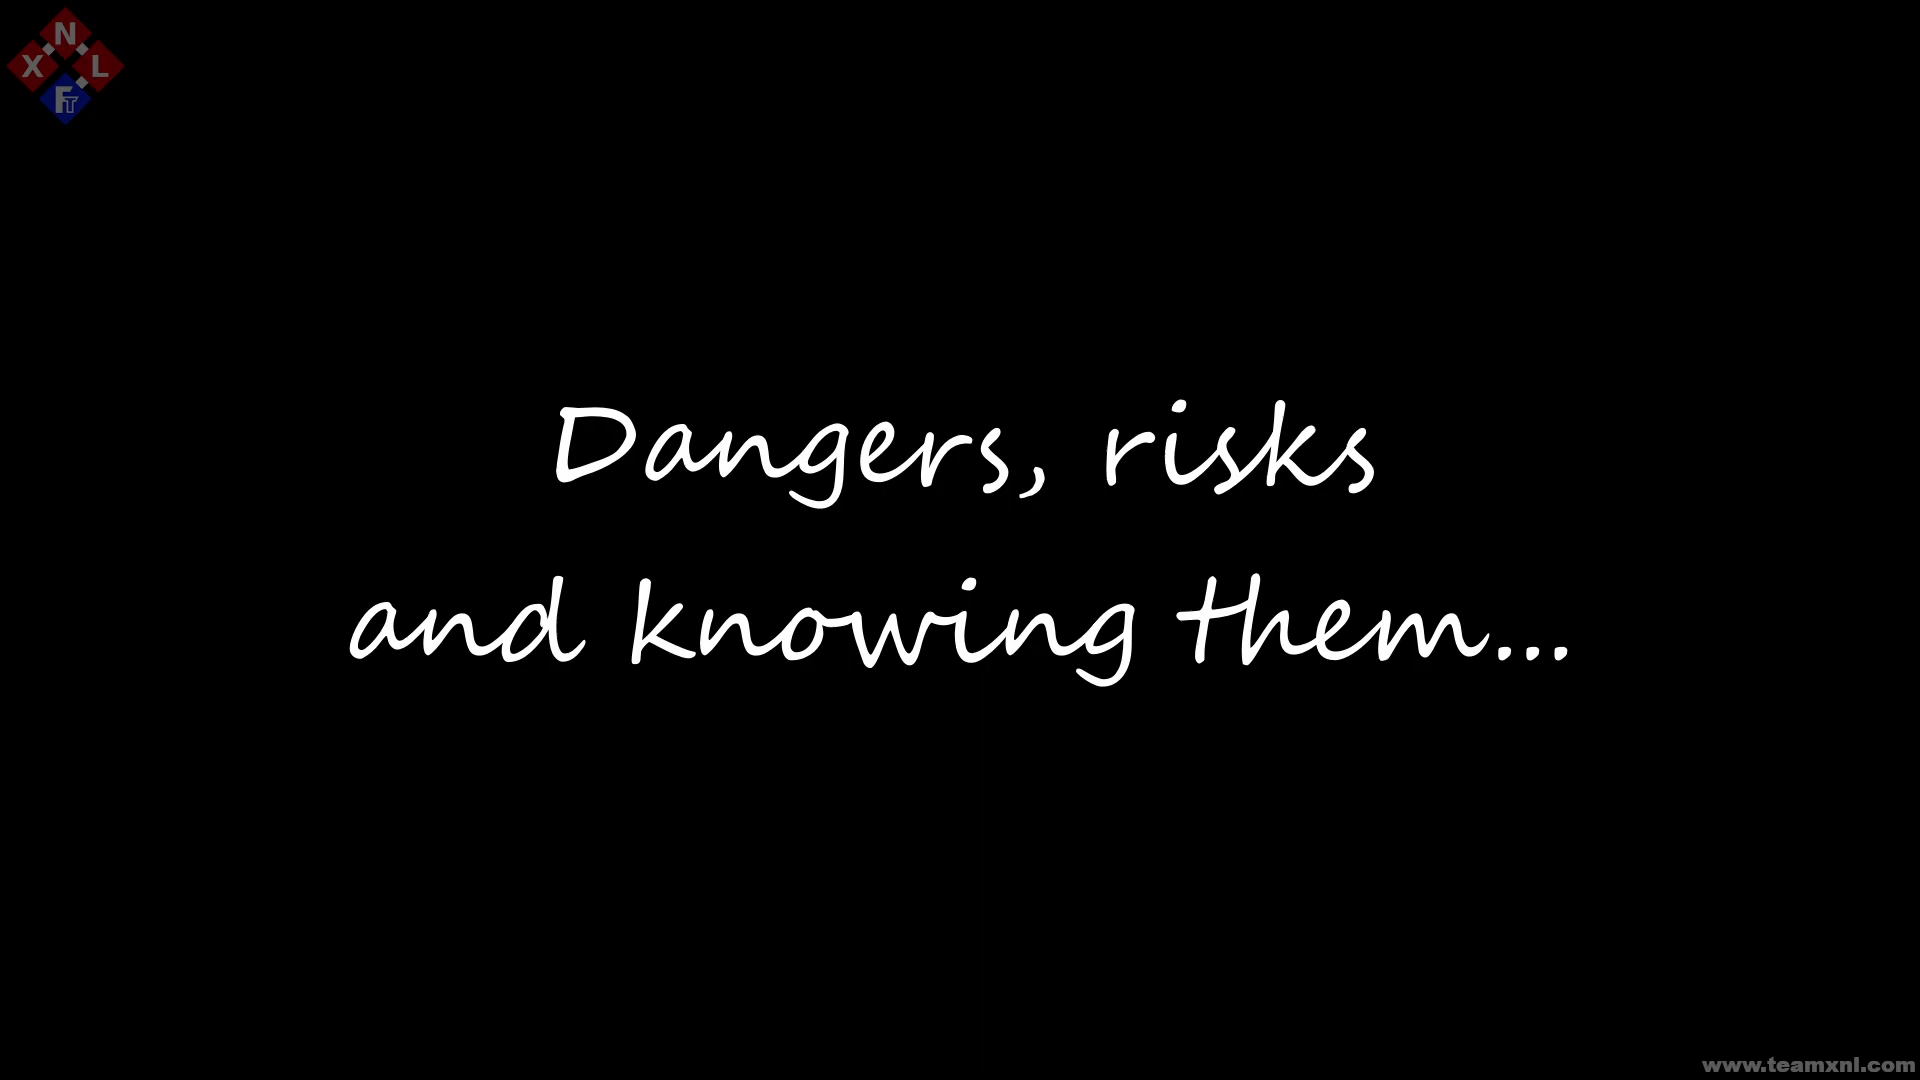 N
X L
FT
Dangers, risks
and knowing them...
www.teamxnl.com